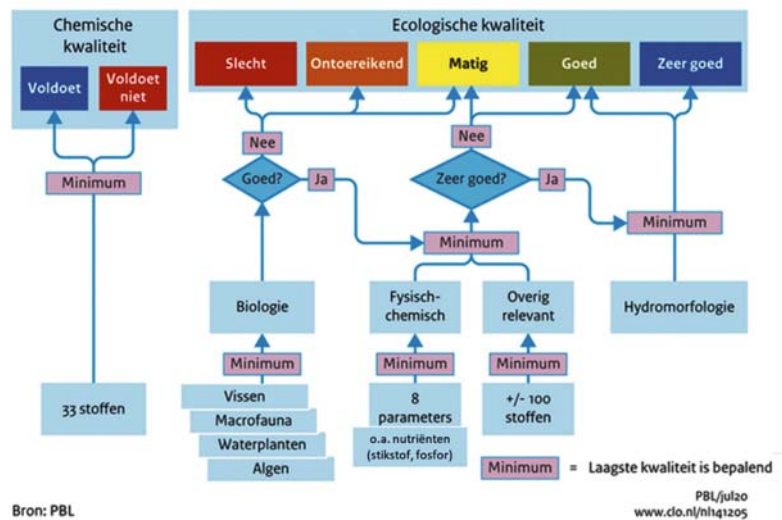 Chemische
kwaliteit
Voldoet
Voldoet
niet
Minimum
33 stoffen
Ecologische kwaliteit
Slecht
Ontoereikend
Matig
Goed
Zeer goed
Nee
Goed?
Ja
Nee
Zeer goed?
Ja
Minimum
Minimum
Biologie
Fysisch-
chemisch
Overig
relevant
Hydromorfologie
Minimum
Minimum
Minimum
Vissen
Macrofauna
Waterplanten
Algen
8
parameters
o.a. nutriënten
(stikstof, fosfor)
+/- 100
stoffen
Minimum = Laagste kwaliteit is bepalend
Bron: PBL
PBL/jul20
www.clo.nl/nl141205